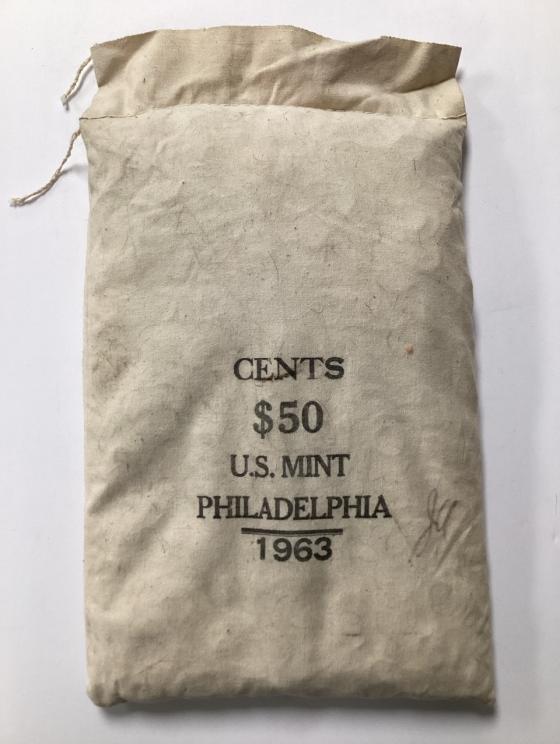 CENTS
$50
U.S. MINT
PHILADELPHIA
1963